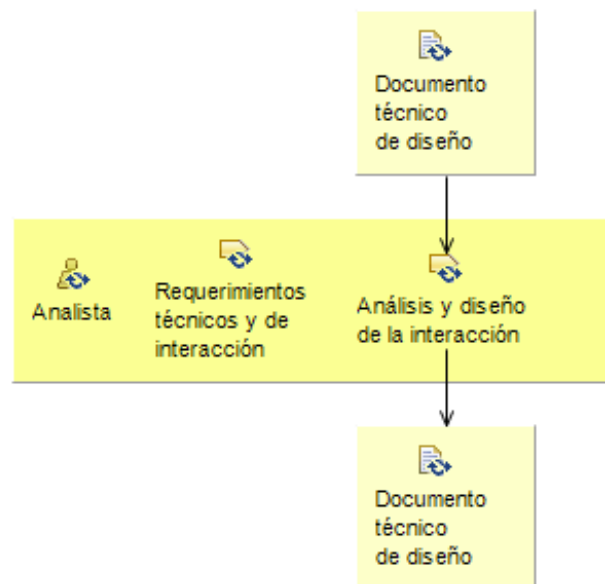 Documento
técnico
de diseño
Analista
Requerimientos
técnicos y de
interacción
Análisis y diseño
de la interacción
Documento
técnico
de diseño